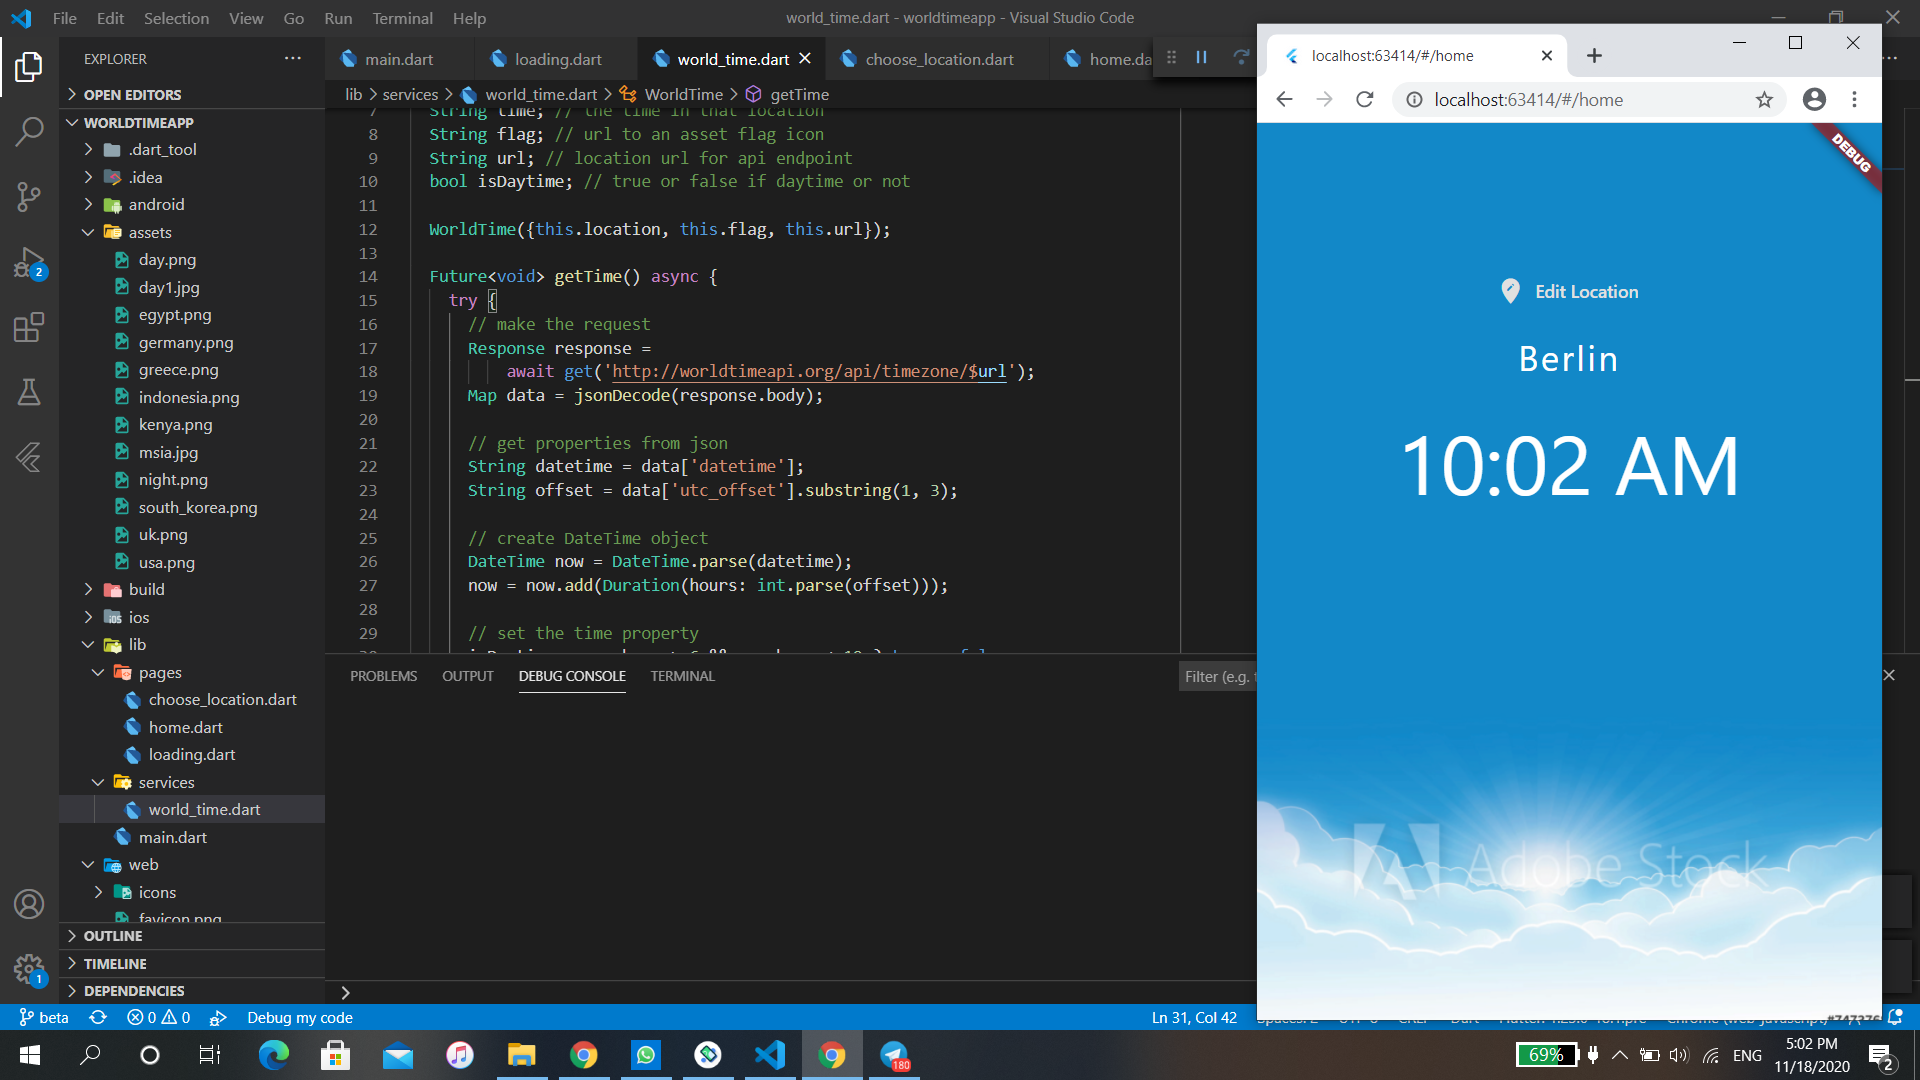 File Edit Selection View Go Run Terminal Help
world_time.dart - worldtimeapp - Visual Studio Code
EXPLORER
OPEN EDITORS
WORLDTIMEAPP
.dart_tool
.idea
android
assets
day.png
day1.jpg
egypt.png
germany.png
greece.png
indonesia.png
kenya.png
msia.jpg
night.png
south_korea.png
uk.png
usa.png
build
ios
lib
pages
choose_location.dart
home.dart
loading.dart
services
world_time.dart
main.dart
web
icons
favicon.png
OUTLINE
TIMELINE
DEPENDENCIES
2
1
main.dart loading.dart world_time.dart choose_location.dart home.da
lib > services > world_time.dart > WorldTime > getTime
7 String time; // the time in that location
8 String flag; // url to an asset flag icon
9 String url; // location url for api endpoint
10 bool isDaytime; // true or false if daytime or not
11
12 WorldTime({this.location, this.flag, this.url});
13
14 Future<void> getTime() async {
15 try {
16 // make the request
17 Response response =
18 await get('http://worldtimeapi.org/api/timezone/$url');
19 Map data = jsonDecode(response.body);
20
21 // get properties from json
22 String datetime = data['datetime'];
23 String offset = data['utc_offset'].substring(1, 3);
24
25 // create DateTime object
26 DateTime now = DateTime.parse(datetime);
27 now = now.add(Duration(hours: int.parse(offset)));
28
29 // set the time property
PROBLEMS OUTPUT DEBUG CONSOLE TERMINAL
Filter (e.g.
localhost:63414/#/home
localhost:63414/#/home
DEBUG
Edit Location
Berlin
10:02 AM
Adobe Stock
beta 0 0 Debug my code
Ln 31, Col 42
180
69% ENG
5:02 PM
11/18/2020
2